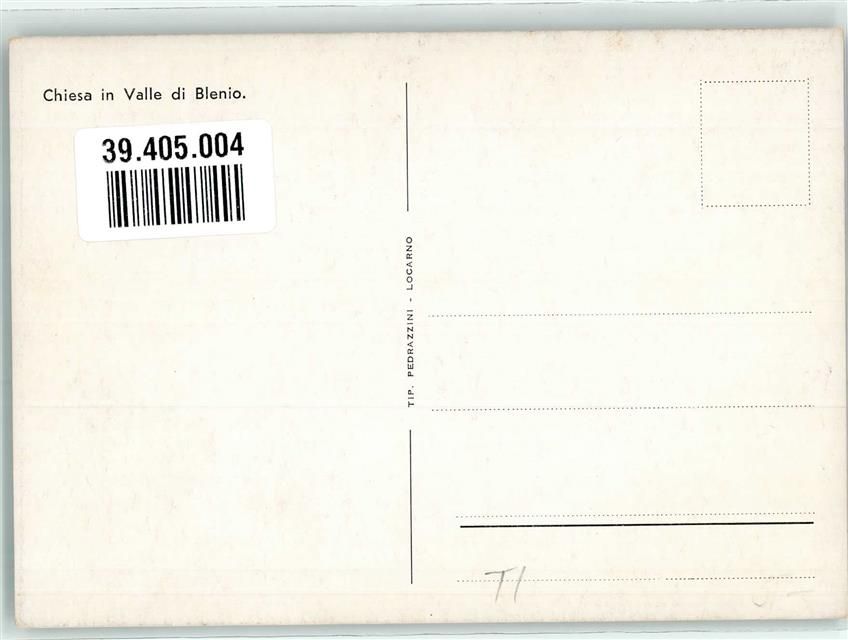 Chiesa in Valle di Blenio.
39.405.004
TIP. PEDRAZZINI - LOCARNO
TI